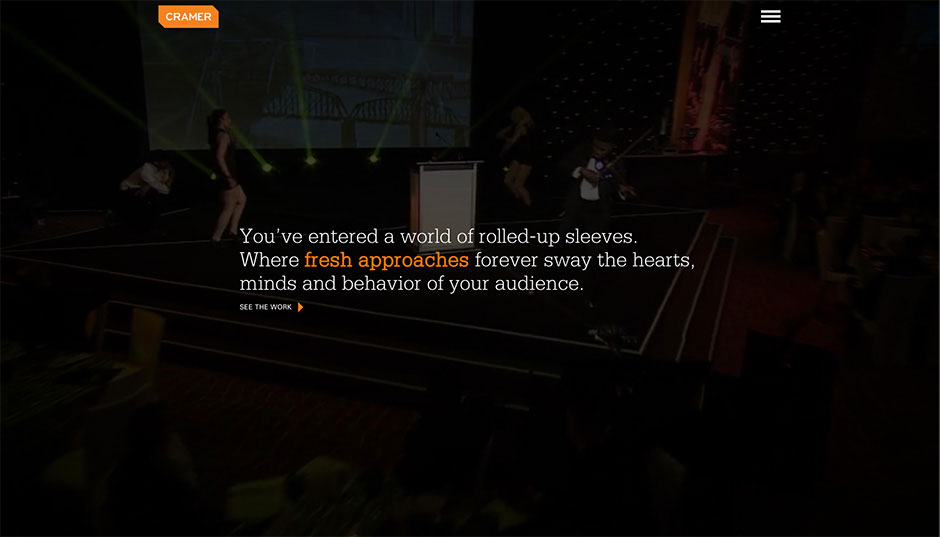 CRAMER
You’ve entered a world of rolled-up sleeves.
Where fresh approaches forever sway the hearts,
minds and behavior of your audience.
SEE THE WORK